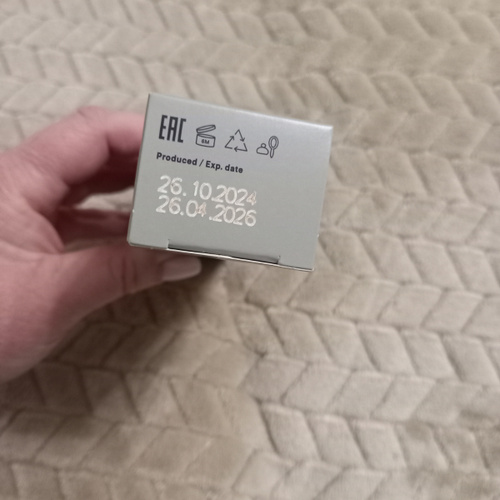 EAC
6M
Produced / Exp. date
26.10.2024
26.04.2026